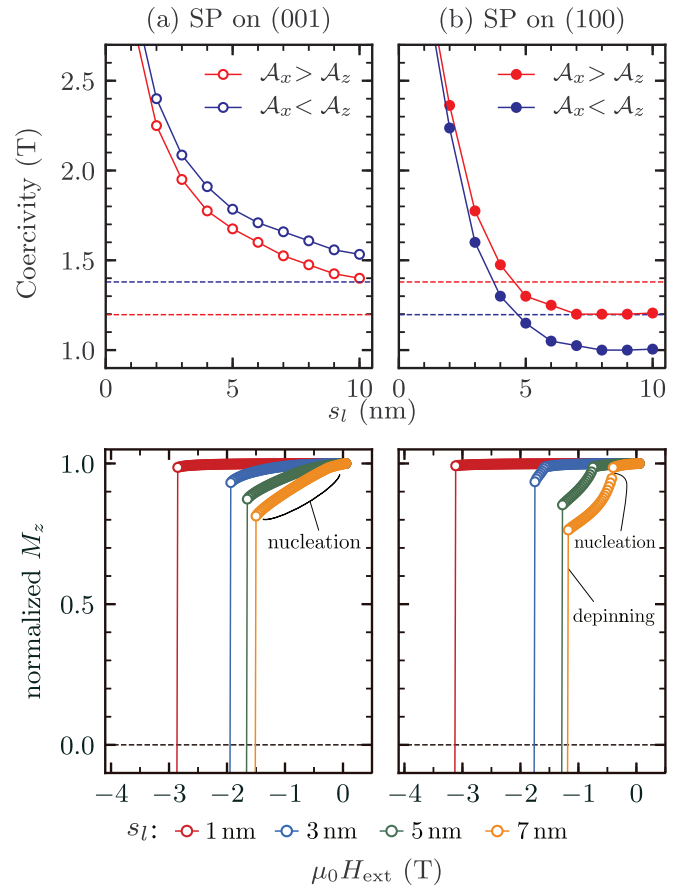 (a) SP on (001)
(b) SP on (100)
Coercivity (T)
2.5
2.0
1.5
1.0
𝒜x > 𝒜z
𝒜x < 𝒜z
𝒜x > 𝒜z
𝒜x < 𝒜z
0 5 10
0 5 10
sl (nm)
normalized Mz
1.0
0.5
0.0
nucleation
nucleation
depinning
−4 −3 −2 −1 0
−4 −3 −2 −1 0
sl: 1 nm 3 nm 5 nm 7 nm
μ0Hext (T)